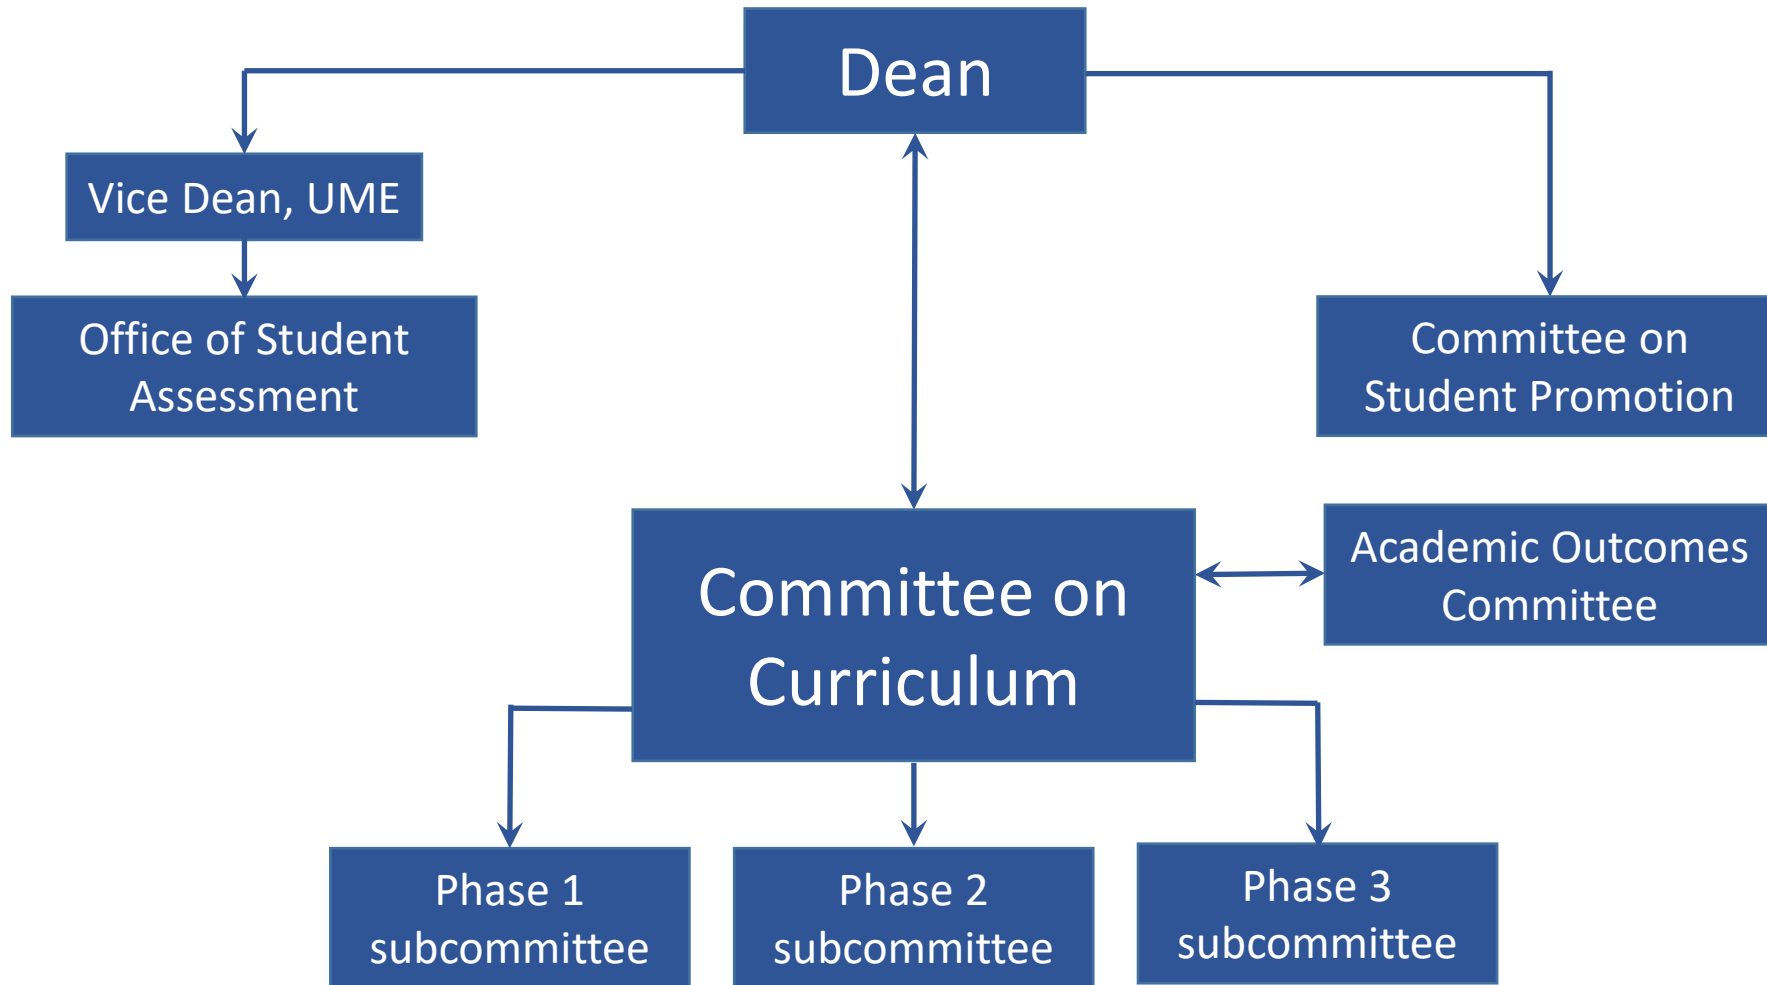 Dean
Vice Dean, UME
Office of Student
Assessment
Committee on
Student Promotion
Committee on
Curriculum
Academic Outcomes
Committee
Phase 1
subcommittee
Phase 2
subcommittee
Phase 3
subcommittee